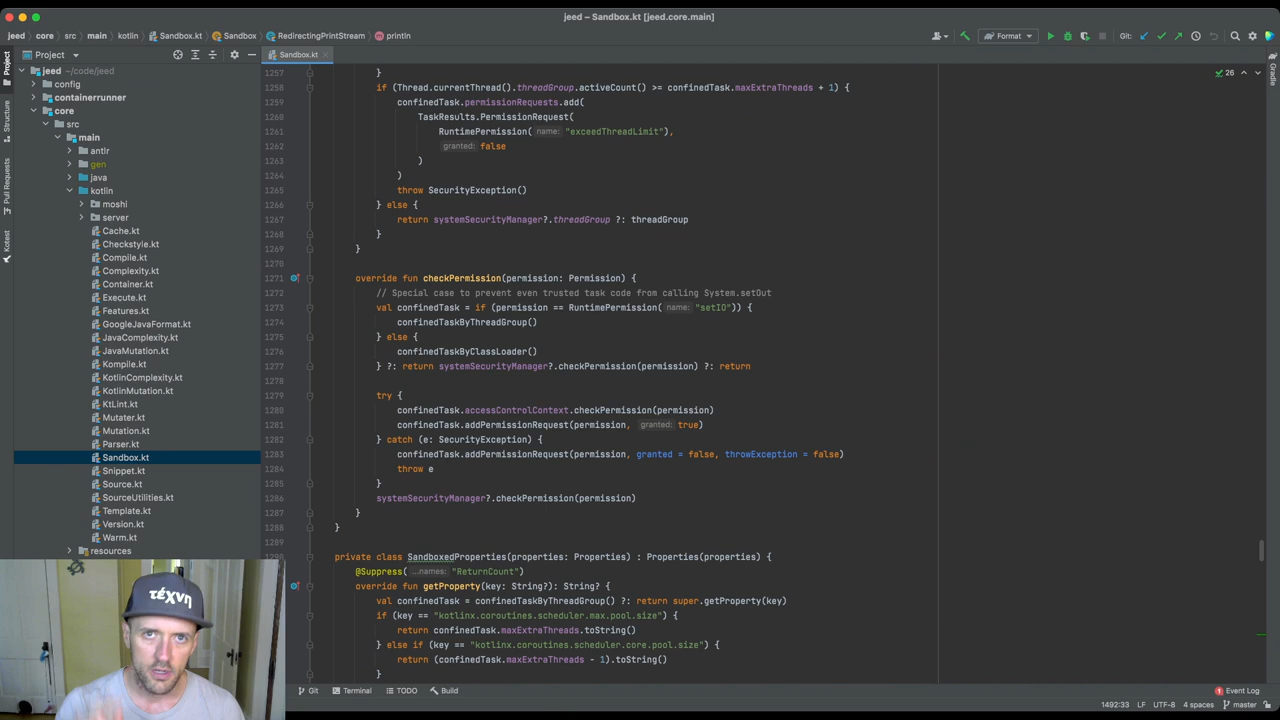 jeed – Sandbox.kt [jeed.core.main]
jeed core src main kotlin Sandbox.kt Sandbox RedirectingPrintStream println Format Git:
Project
Sandbox.kt
Project
Structure
Pull Requests
Kotest
Gradle
26
jeed ~/code/jeed
config
containerrunner
core
src
main
antlr
gen
java
kotlin
moshi
server
Cache.kt
Checkstyle.kt
Compile.kt
Complexity.kt
Container.kt
Execute.kt
Features.kt
GoogleJavaFormat.kt
JavaComplexity.kt
JavaMutation.kt
Kompile.kt
KotlinComplexity.kt
KotlinMutation.kt
KtLint.kt
Mutater.kt
Mutation.kt
Parser.kt
Sandbox.kt
Snippet.kt
Source.kt
SourceUtilities.kt
Template.kt
Version.kt
Warm.kt
resources
1257 }
1258 if (Thread.currentThread().threadGroup.activeCount() >= confinedTask.maxExtraThreads + 1) {
1259 confinedTask.permissionRequests.add(
1260 TaskResults.PermissionRequest(
1261 RuntimePermission( name: "exceedThreadLimit"),
1262 granted: false
1263 )
1264 )
1265 throw SecurityException()
1266 } else {
1267 return systemSecurityManager?.threadGroup ?: threadGroup
1268 }
1269 }
1270
1271 override fun checkPermission(permission: Permission) {
1272 // Special case to prevent even trusted task code from calling System.setOut
1273 val confinedTask = if (permission == RuntimePermission( name: "setIO")) {
1274 confinedTaskByThreadGroup()
1275 } else {
1276 confinedTaskByClassLoader()
1277 } ?: return systemSecurityManager?.checkPermission(permission) ?: return
1278
1279 try {
1280 confinedTask.accessControlContext.checkPermission(permission)
1281 confinedTask.addPermissionRequest(permission, granted: true)
1282 } catch (e: SecurityException) {
1283 confinedTask.addPermissionRequest(permission, granted = false, throwException = false)
1284 throw e
1285 }
1286 systemSecurityManager?.checkPermission(permission)
1287 }
1288 }
1289
1290 private class SandboxedProperties(properties: Properties) : Properties(properties) {
@Suppress( ...names: "ReturnCount")
override fun getProperty(key: String?): String? {
val confinedTask = confinedTaskByThreadGroup() ?: return super.getProperty(key)
if (key == "kotlinx.coroutines.scheduler.max.pool.size") {
return confinedTask.maxExtraThreads.toString()
} else if (key == "kotlinx.coroutines.scheduler.core.pool.size") {
return (confinedTask.maxExtraThreads - 1).toString()
}
τέχνη
Git Terminal TODO Build
1 Event Log
1492:33 LF UTF-8 4 spaces master